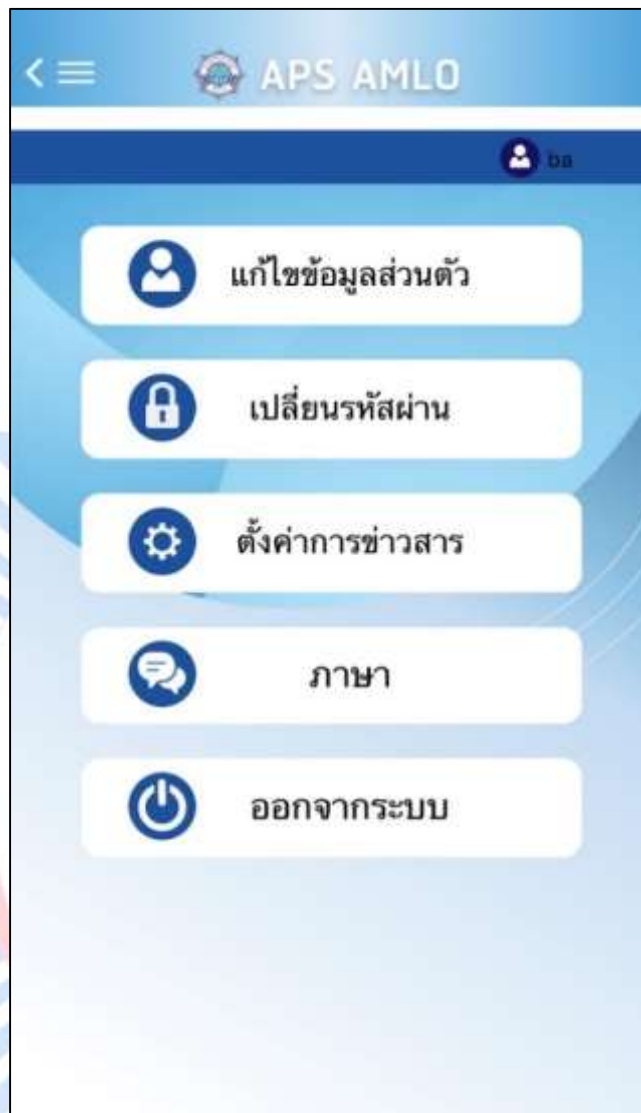 APS AMLO
ba
แก้ไขข้อมูลส่วนตัว
เปลี่ยนรหัสผ่าน
ตั้งค่าการข่าวสาร
ภาษา
ออกจากระบบ